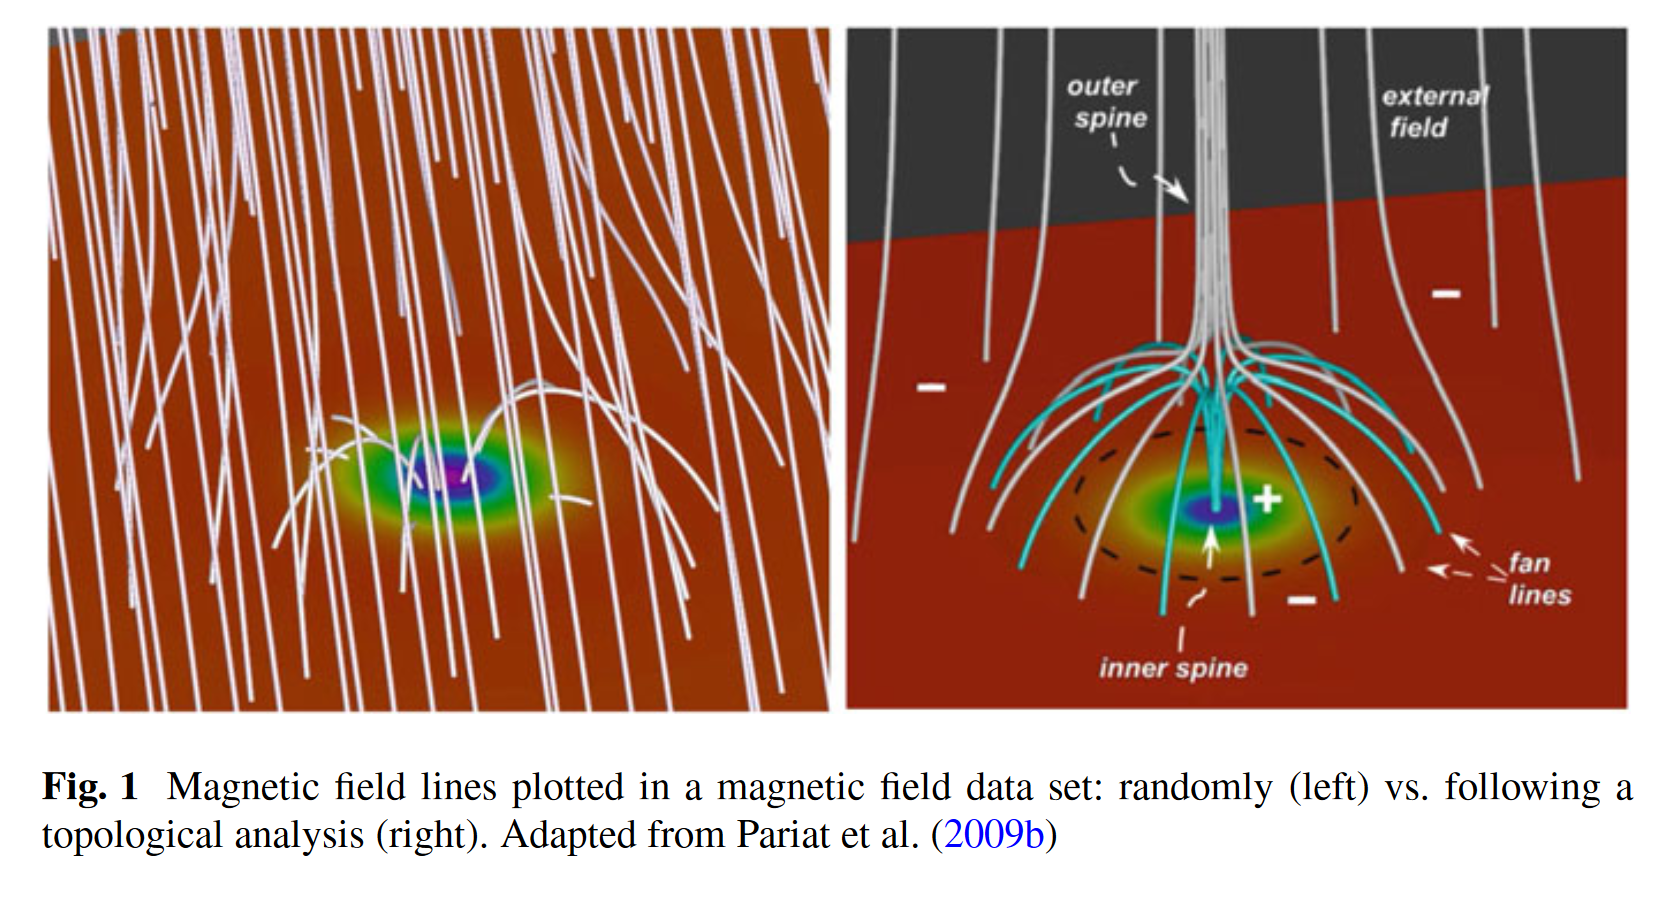 outer
spine
external
field
−
−
+
−
fan
lines
inner spine
Fig. 1 Magnetic field lines plotted in a magnetic field data set: randomly (left) vs. following a
topological analysis (right). Adapted from Pariat et al. (2009b)